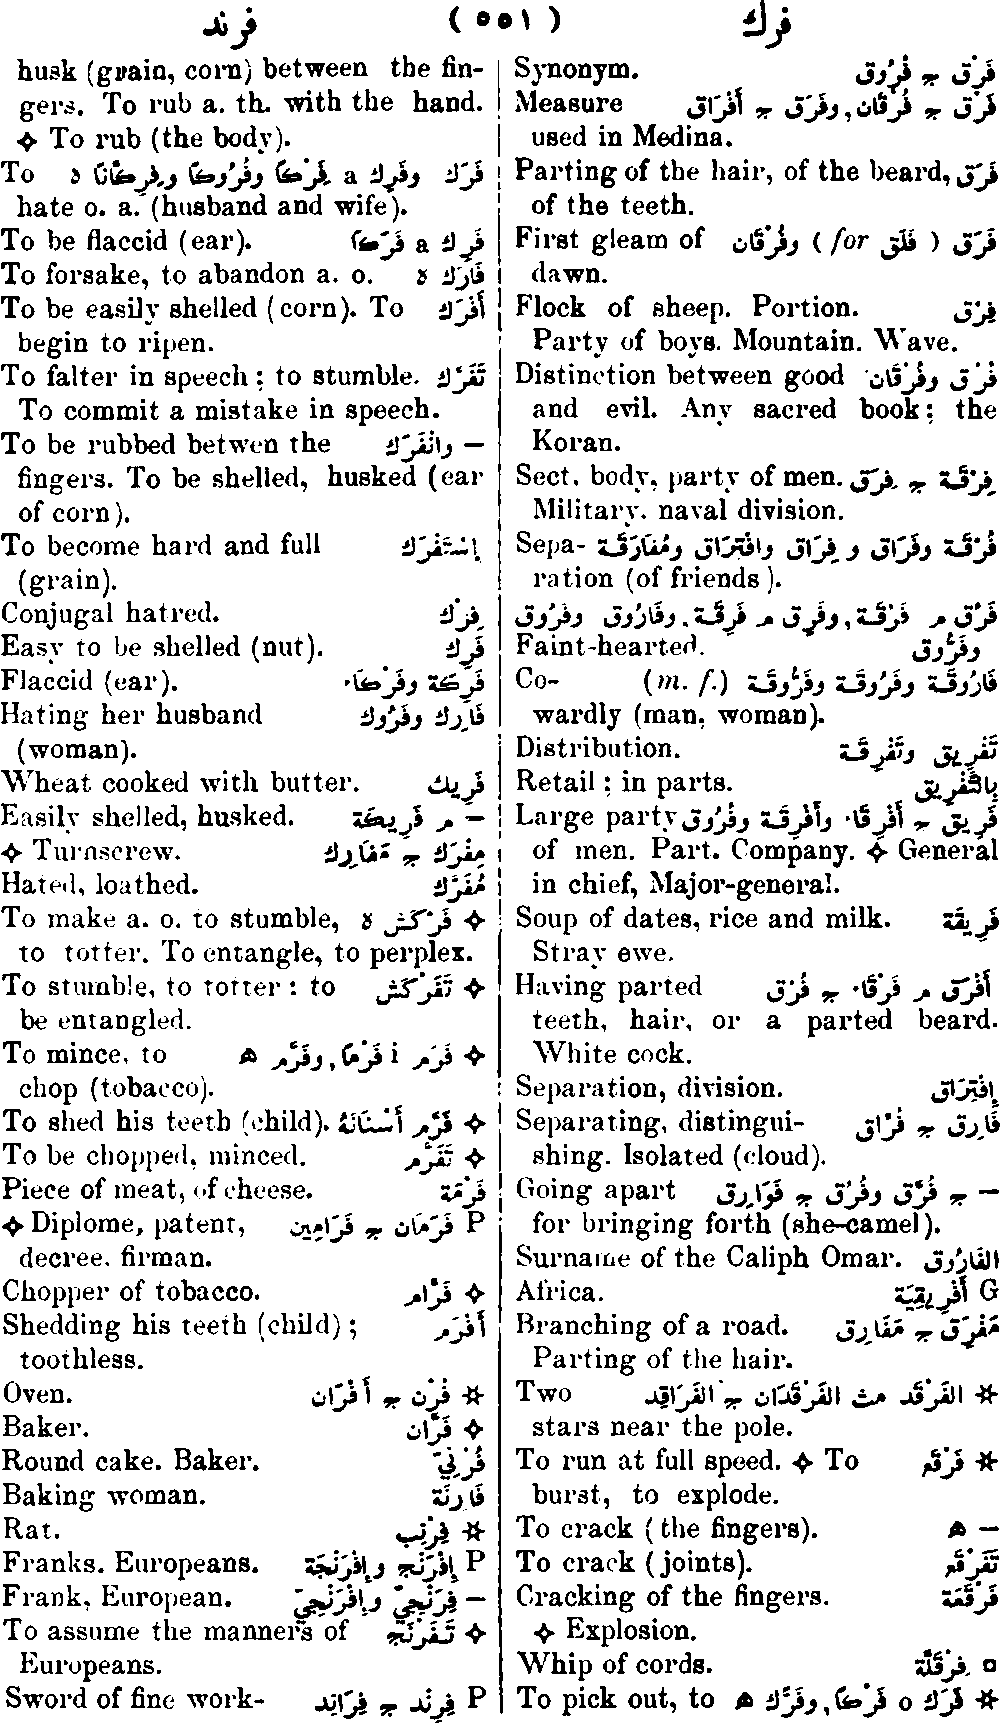 فرند ( ٥٥١ ) فرك
Synonym. فَرْق ج فُرُوق
Measure فَرْق ج فُرْقَان, وفَرَق ج أَفْرَاق
used in Medina.
Parting of the hair, of the beard, فَرْق
of the teeth.
First gleam of فَرَق ( for فَلَق ) وفُرْقَان
dawn.
Flock of sheep. Portion. فِرْق
Party of boys. Mountain. Wave.
Distinction between good فُرْق وفُرْقَان
and evil. Any sacred book; the
Koran.
Sect, body, party of men. فِرْقَة ج فِرَق
Military, naval division.
Sepa- فُرْقَة وفَرَاق و فِرَاق وافْتِرَاق ومُفَارَقَة
ration (of friends).
فَرُق م فَرُقَة, وفَرِق م فَرِقَة, وفَارُوق وفَرُوق
Faint-hearted. وفَرُّوق
Co- (m. f.) فَارُوقَة وفَرُوقَة وفَرُّوقَة
wardly (man, woman).
Distribution. تَفْرِيق وتَفْرِقَة
Retail; in parts. بِالتَّفْرِيق
Large party فَرِيق ج أَفْرِقَاء وأَفْرِقَة وفُرُوق
of men. Part. Company. ✧ General
in chief, Major-general.
Soup of dates, rice and milk. فَرِيقَة
Stray ewe.
Having parted أَفْرَق م فَرْقَاء ج فُرْق
teeth, hair, or a parted beard.
White cock.
Separation, division. إِفْتِرَاق
Separating, distingui- فَارِق ج فُرَّاق
shing. Isolated (cloud).
Going apart – ج فُرَّق وفُرُق ج فَوَارِق
for bringing forth (she-camel).
Surname of the Caliph Omar. الفَارُوق
Africa. G أَفْرِيقِيَّة
Branching of a road. مَفْرَق ج مَفَارِق
Parting of the hair.
Two ✲ الفَرْقَد مث الفَرْقَدَان ج الفَرَاقِد
stars near the pole.
To run at full speed. ✧ To ✲ فَرْقَع
burst, to explode.
To crack (the fingers). – ه
To crack (joints). تَفَرْقَع
Cracking of the fingers. فَرْقَعَة
✧ Explosion.
Whip of cords. □ فِرْقِلَّة
To pick out, to ✲ فَرَك o فَرْكًا, وفَرَّك ه
husk (grain, corn) between the fin-
gers. To rub a. th. with the hand.
✧ To rub (the body).
To فَرَك وفَرِك a فِرْكًا وفُرُوكًا وفِرِكَّانًا ه
hate o. a. (husband and wife).
To be flaccid (ear). فَرِك a فَرَكًا
To forsake, to abandon a. o. فَارَك ه
To be easily shelled (corn). To أَفْرَك
begin to ripen.
To falter in speech; to stumble. تَفَرَّك
To commit a mistake in speech.
To be rubbed betwen the – وانْفَرَك
fingers. To be shelled, husked (ear
of corn).
To become hard and full إِسْتَفْرَك
(grain).
Conjugal hatred. فِرْك
Easy to be shelled (nut). فَرِك
Flaccid (ear). فَرِكَة وفَرْكَاء
Hating her husband فَارِك وفَرُوك
(woman).
Wheat cooked with butter. فَرِيك
Easily shelled, husked. – م فَرِيكَة
✧ Turnscrew. مِفْرَك ج مَفَارِك
Hated, loathed. مُفَرَّك
To make a. o. to stumble, ✧ فَرْكَش ه
to totter. To entangle, to perplex.
To stumble, to totter: to ✧ تَفَرْكَش
be entangled.
To mince, to ✧ فَرَم i فَرْمًا, وفَرَّم ه
chop (tobacco).
To shed his teeth (child). ✧ فَرَّم أَسْنَانَهُ
To be chopped, minced. ✧ تَفَرَّم
Piece of meat, of cheese. فَرْمَة
✧ Diplome, patent, P فَرَمَان ج فَرَامِين
decree, firman.
Chopper of tobacco. ✧ فَرَّام
Shedding his teeth (child); أَفْرَم
toothless.
Oven. ✲ فُرْن ج أَفْرَان
Baker. ✧ فَرَّان
Round cake. Baker. فُرْنِيّ
Baking woman. فَارِنَة
Rat. ✲ فِرْنِب
Franks. Europeans. P إِفْرَنْج وإِفْرَنْجَة
Frank, European. – فِرَنْجِيّ وإِفْرَنْجِيّ
To assume the manners of ✧ تَفَرْنَج
Europeans.
Sword of fine work- P فِرِنْد ج فِرَانِد